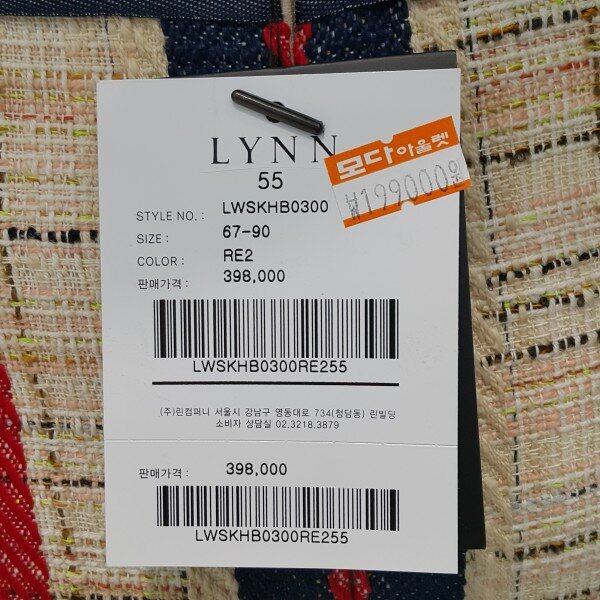 LYNN
55
모다아울렛
₩199000원
STYLE NO. : LWSKHB0300
SIZE : 67-90
COLOR : RE2
판매가격 : 398,000
LWSKHB0300RE255
(주)린컴퍼니 서울시 강남구 영동대로 734(청담동) 린빌딩
소비자 상담실 02.3218.3879
판매가격 : 398,000
LWSKHB0300RE255